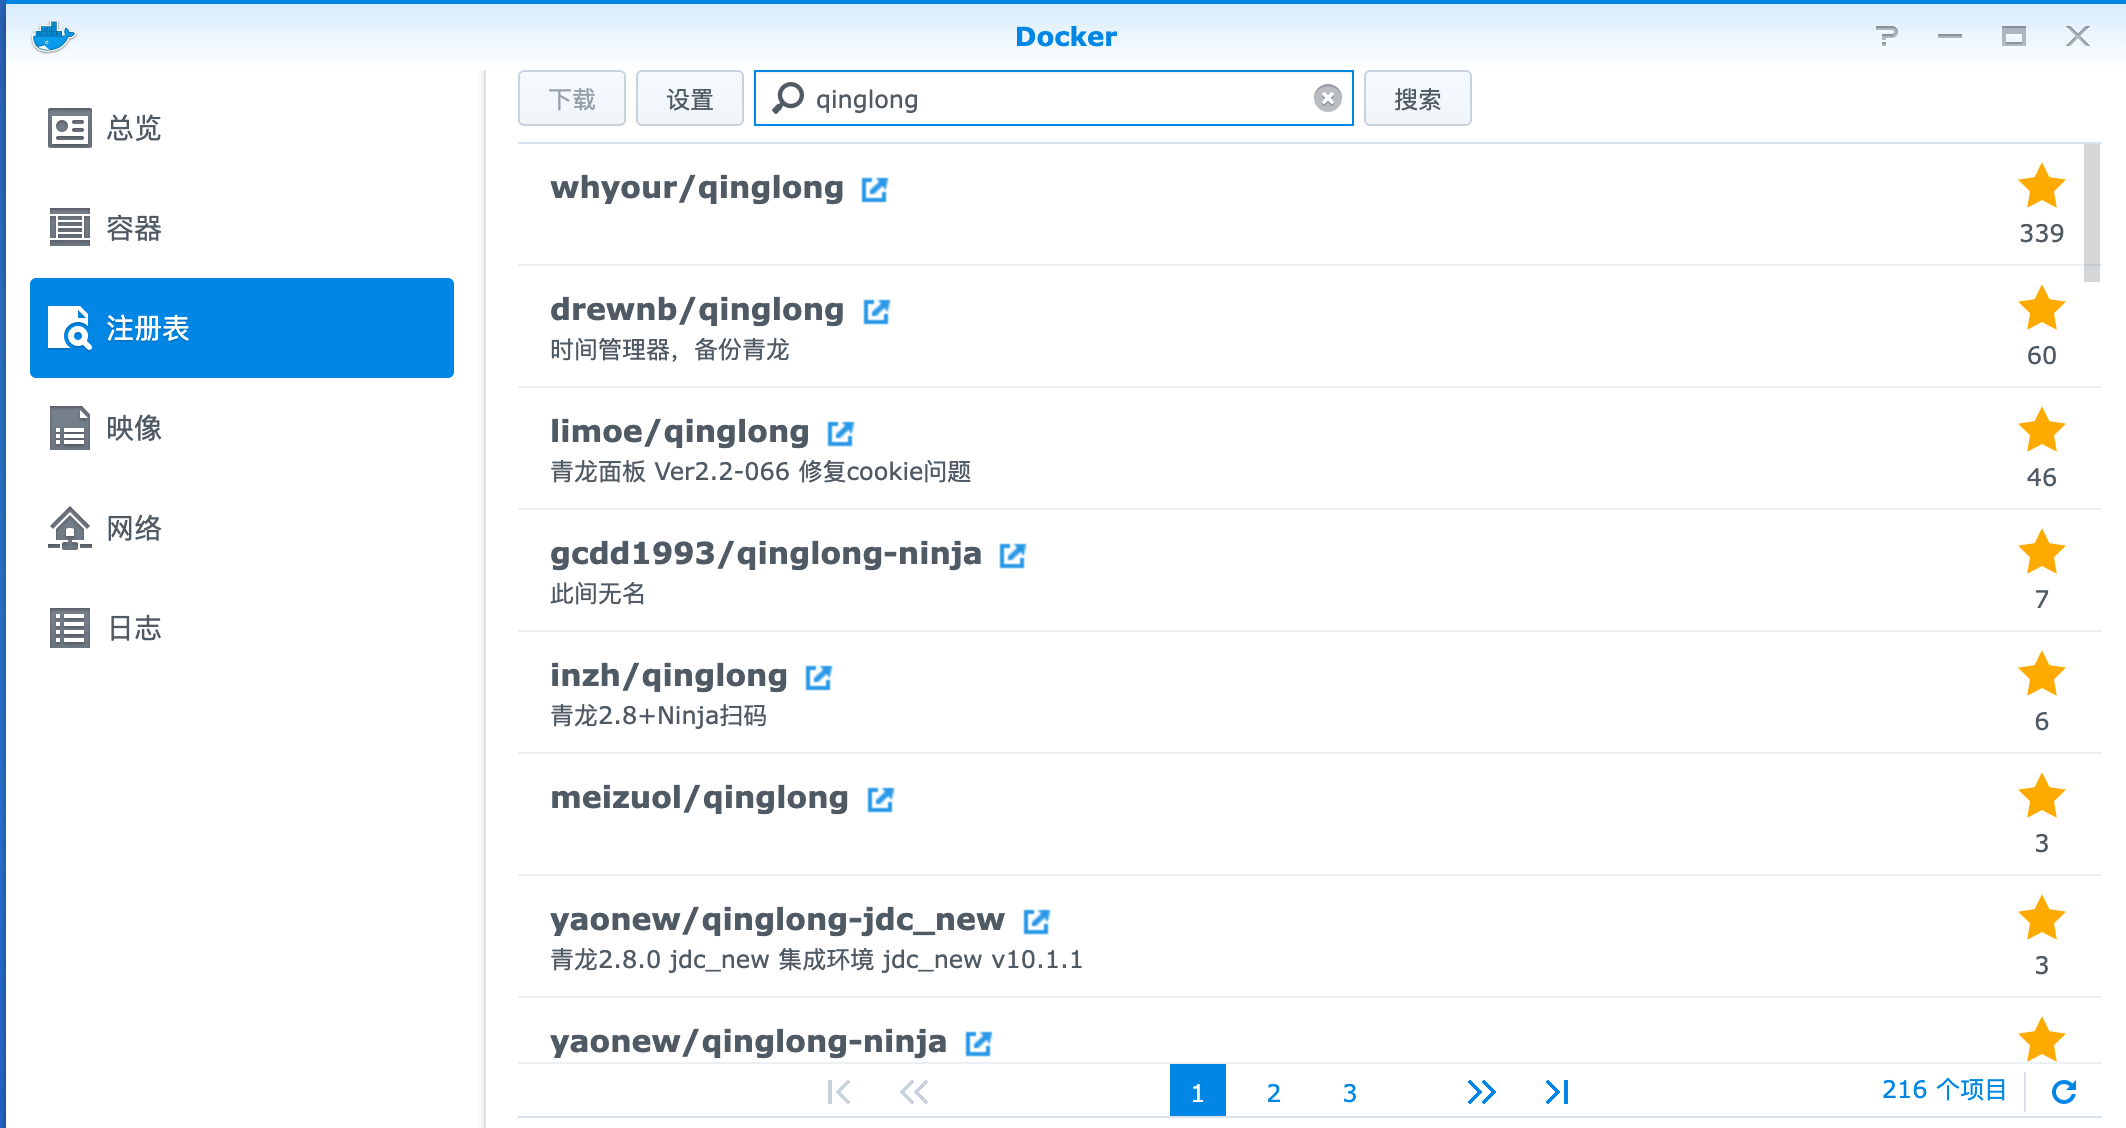 Docker
总览
容器
注册表
映像
网络
日志
下载 设置 qinglong 搜索
whyour/qinglong
339
drewnb/qinglong
时间管理器，备份青龙
60
limoe/qinglong
青龙面板 Ver2.2-066 修复cookie问题
46
gcdd1993/qinglong-ninja
此间无名
7
inzh/qinglong
青龙2.8+Ninja扫码
6
meizuol/qinglong
3
yaonew/qinglong-jdc_new
青龙2.8.0 jdc_new 集成环境 jdc_new v10.1.1
3
yaonew/qinglong-ninja
1 2 3
216 个项目